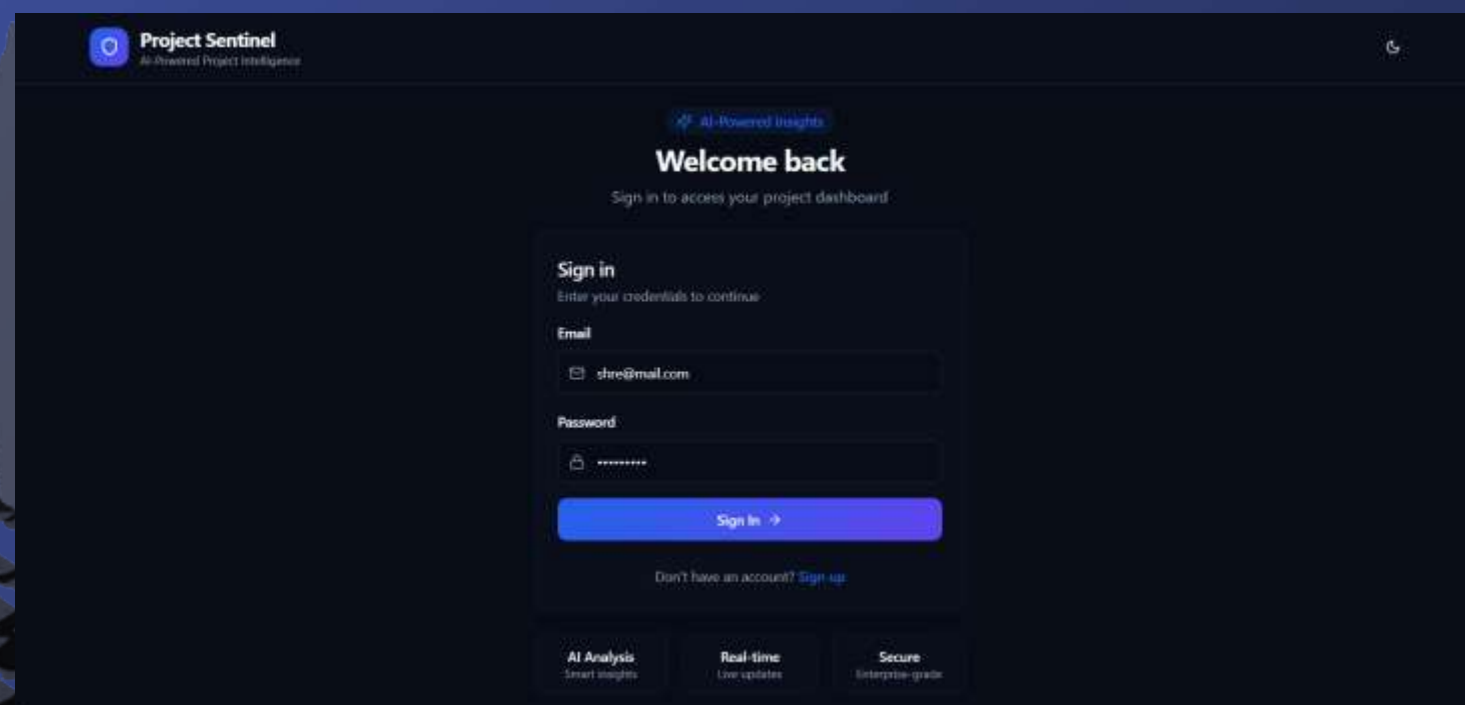 Project Sentinel
AI-Powered Project Intelligence
AI-Powered Insights
Welcome back
Sign in to access your project dashboard
Sign in
Enter your credentials to continue
Email
shre@mail.com
Password
•••••••••
Sign In →
Don't have an account? Sign up
AI Analysis Real-time Secure
Smart insights Live updates Enterprise-grade